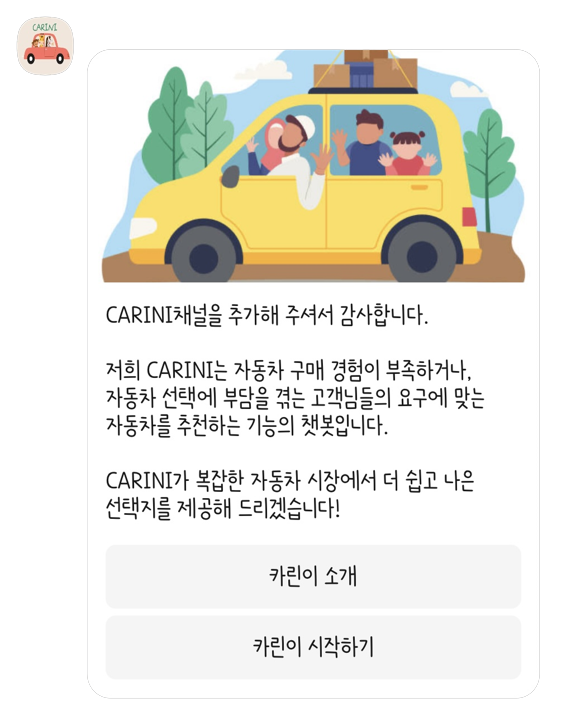 CARINI
CARINI채널을 추가해 주셔서 감사합니다.
저희 CARINI는 자동차 구매 경험이 부족하거나,
자동차 선택에 부담을 겪는 고객님들의 요구에 맞는
자동차를 추천하는 기능의 챗봇입니다.
CARINI가 복잡한 자동차 시장에서 더 쉽고 나은
선택지를 제공해 드리겠습니다!
카린이 소개
카린이 시작하기